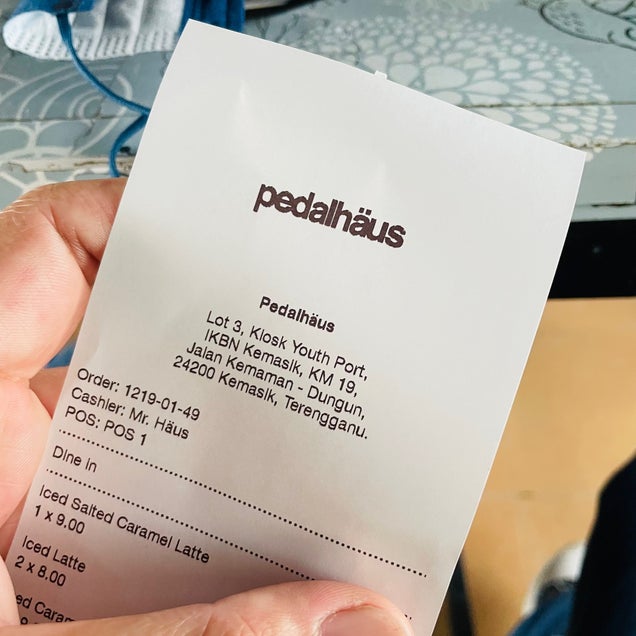 pedalhäus
Pedalhäus
Lot 3, Kiosk Youth Port,
IKBN Kemasik, KM 19,
Jalan Kemaman - Dungun,
24200 Kemasik, Terengganu.
Order: 1219-01-49
Cashier: Mr. Häus
POS: POS 1
Dine in
Iced Salted Caramel Latte
1 x 9.00
Iced Latte
2 x 8.00